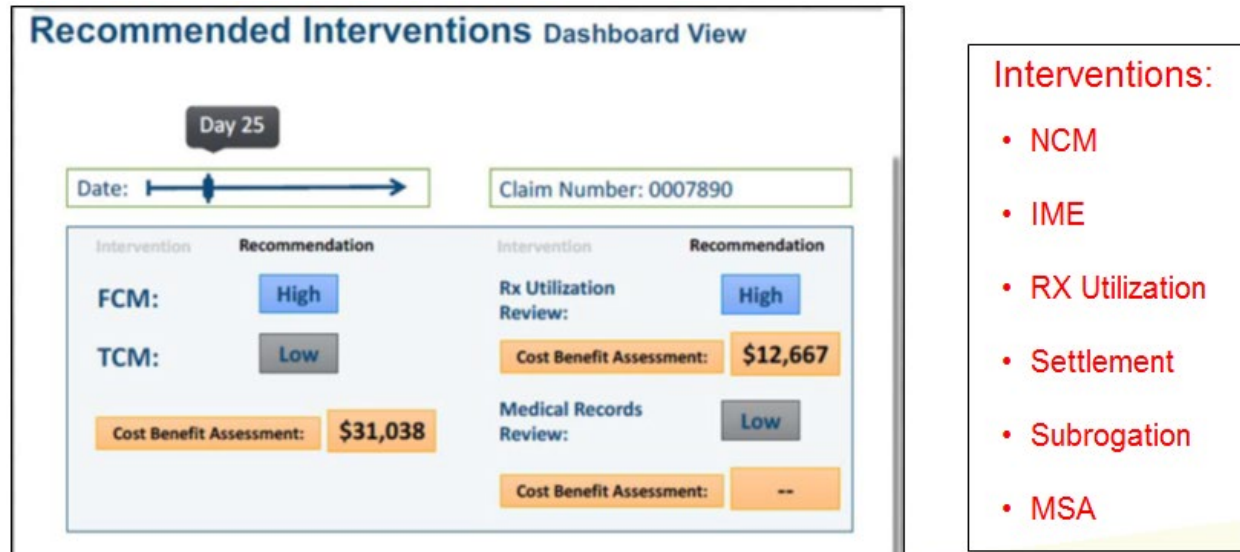 Recommended Interventions Dashboard View
Day 25
Date:
Claim Number: 0007890
Intervention Recommendation
FCM: High
TCM: Low
Cost Benefit Assessment: $31,038
Intervention Recommendation
Rx Utilization
Review: High
Cost Benefit Assessment: $12,667
Medical Records
Review: Low
Cost Benefit Assessment: --
Interventions:
• NCM
• IME
• RX Utilization
• Settlement
• Subrogation
• MSA